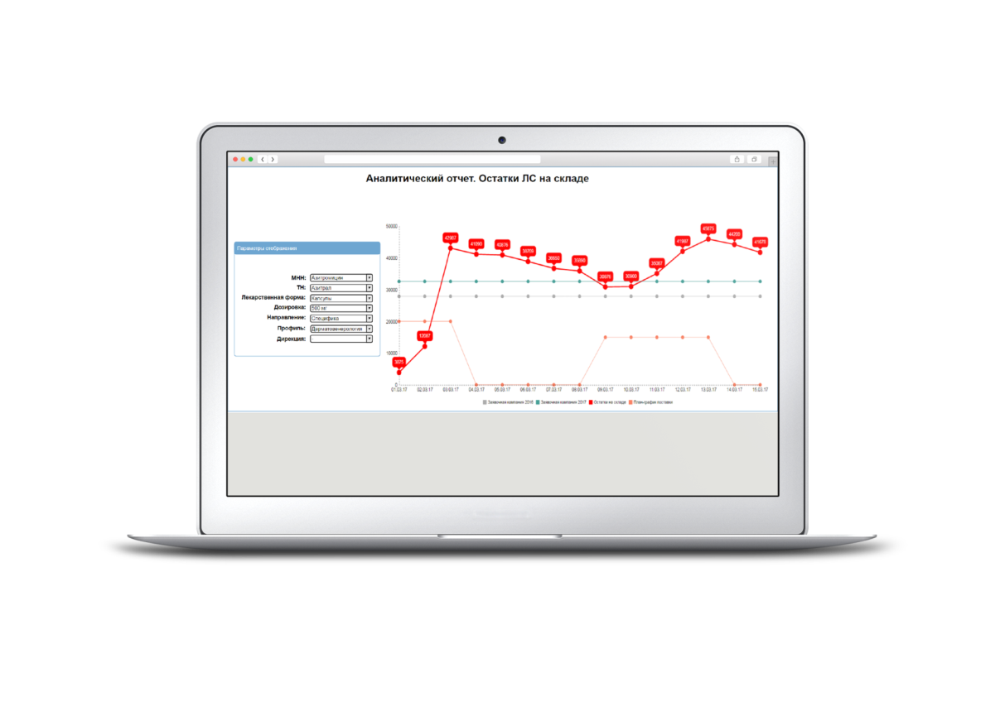 Аналитический отчет. Остатки ЛС на складе
Параметры отображения
МНН: Азитромицин
ТН: Азитрал
Лекарственная форма: Капсулы
Дозировка: 500 мг
Направление: Специфика
Профиль: Дерматовенерология
Дирекция: -
50000
40000
30000
20000
10000
0
3875
12087
42987
41090
40876
36650
35890
30876
30980
35087
41987
45875
44200
41678
01.03.17 02.03.17 03.03.17 04.03.17 05.03.17 06.03.17 07.03.17 08.03.17 09.03.17 10.03.17 11.03.17 12.03.17 13.03.17 14.03.17 15.03.17
Заявочная кампания 2016 Заявочная кампания 2017 Остатки на складе План-график поставки